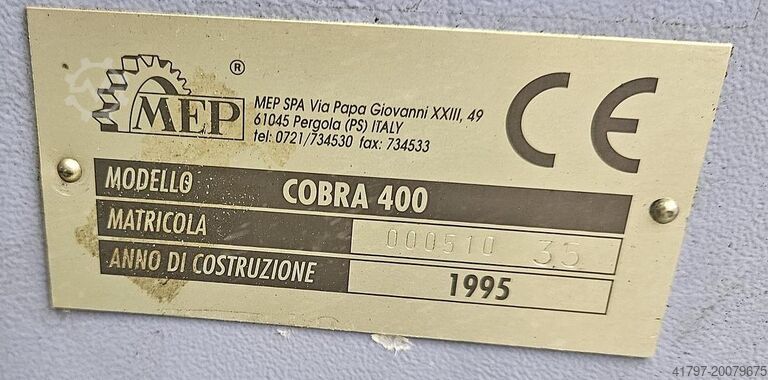 MEP ®
MEP SPA Via Papa Giovanni XXIII, 49
61045 Pergola (PS) ITALY
tel: 0721/734530 fax: 734533
CE
MODELLO COBRA 400
MATRICOLA 000510 35
ANNO DI COSTRUZIONE 1995
41797-20079675